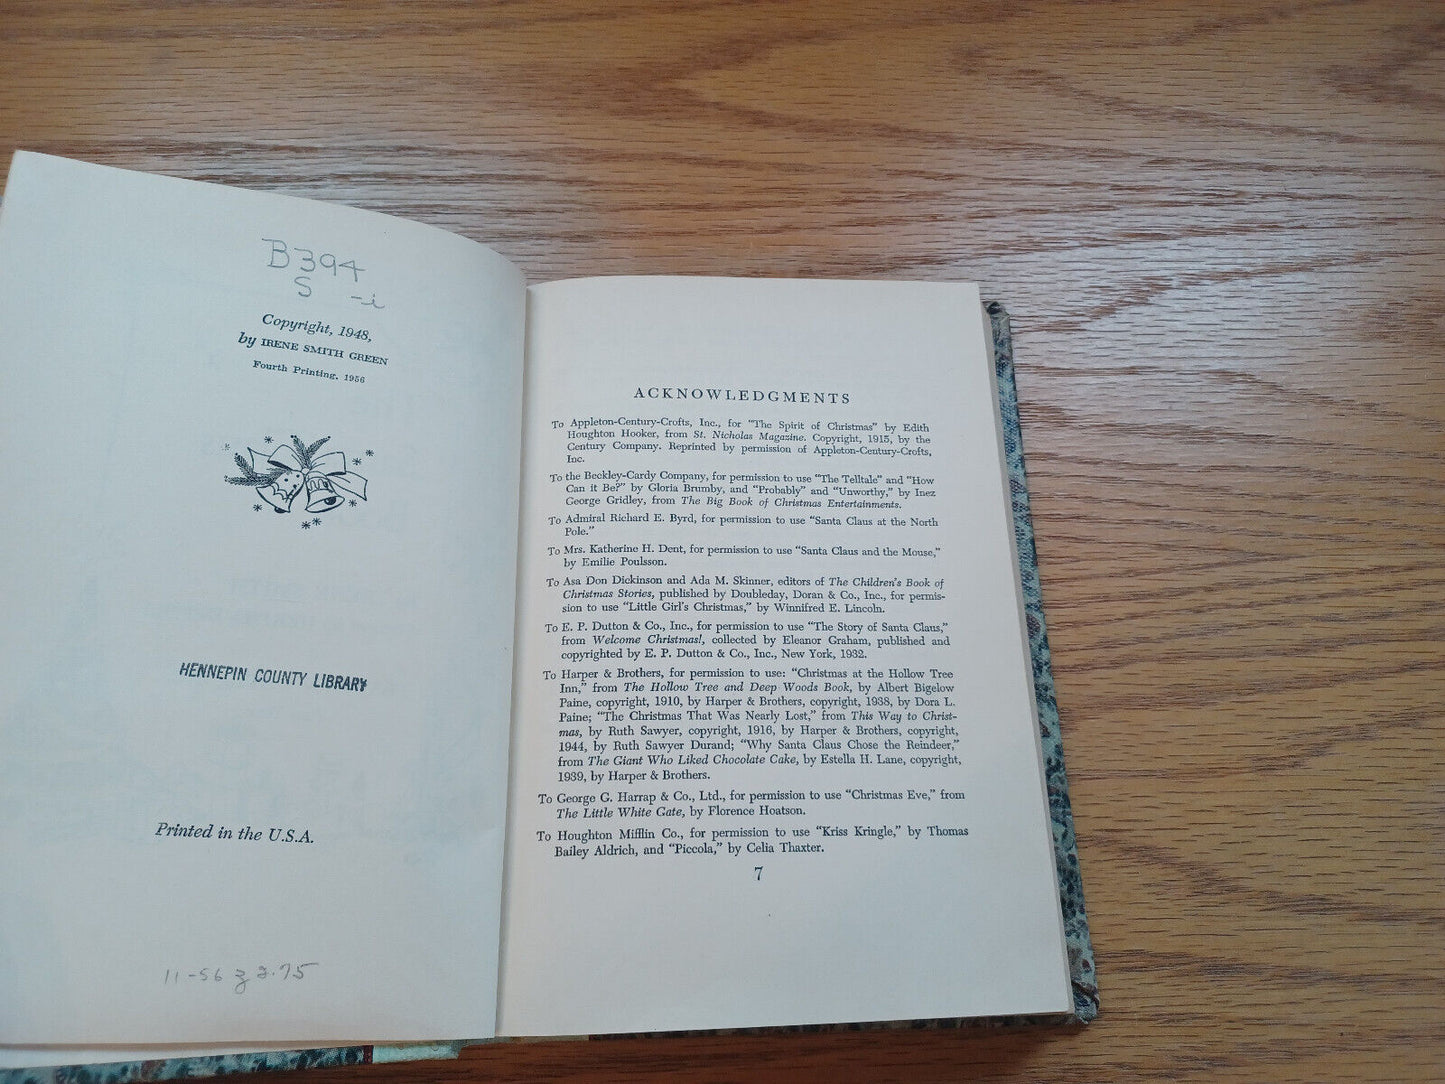 B394
S -i
Copyright, 1948,
by IRENE SMITH GREEN
Fourth Printing, 1956
HENNEPIN COUNTY LIBRARY
Printed in the U.S.A.
11-56 2.75
ACKNOWLEDGMENTS
To Appleton-Century-Crofts, Inc., for "The Spirit of Christmas" by Edith
Houghton Hooker, from St. Nicholas Magazine. Copyright, 1915, by the
Century Company. Reprinted by permission of Appleton-Century-Crofts,
Inc.
To the Beckley-Cardy Company, for permission to use "The Telltale" and "How
Can it Be?" by Gloria Brumby, and "Probably" and "Unworthy," by Inez
George Gridley, from The Big Book of Christmas Entertainments.
To Admiral Richard E. Byrd, for permission to use "Santa Claus at the North
Pole."
To Mrs. Katherine H. Dent, for permission to use "Santa Claus and the Mouse,"
by Emilie Poulsson.
To Asa Don Dickinson and Ada M. Skinner, editors of The Children's Book of
Christmas Stories, published by Doubleday, Doran & Co., Inc., for permis-
sion to use "Little Girl's Christmas," by Winnifred E. Lincoln.
To E. P. Dutton & Co., Inc., for permission to use "The Story of Santa Claus,"
from Welcome Christmas!, collected by Eleanor Graham, published and
copyrighted by E. P. Dutton & Co., Inc., New York, 1932.
To Harper & Brothers, for permission to use: "Christmas at the Hollow Tree
Inn," from The Hollow Tree and Deep Woods Book, by Albert Bigelow
Paine, copyright, 1910, by Harper & Brothers, copyright, 1938, by Dora L.
Paine; "The Christmas That Was Nearly Lost," from This Way to Christ-
mas, by Ruth Sawyer, copyright, 1916, by Harper & Brothers, copyright,
1944, by Ruth Sawyer Durand; "Why Santa Claus Chose the Reindeer,"
from The Giant Who Liked Chocolate Cake, by Estella H. Lane, copyright,
1939, by Harper & Brothers.
To George G. Harrap & Co., Ltd., for permission to use "Christmas Eve," from
The Little White Gate, by Florence Hoatson.
To Houghton Mifflin Co., for permission to use "Kriss Kringle," by Thomas
Bailey Aldrich, and "Piccola," by Celia Thaxter.
7